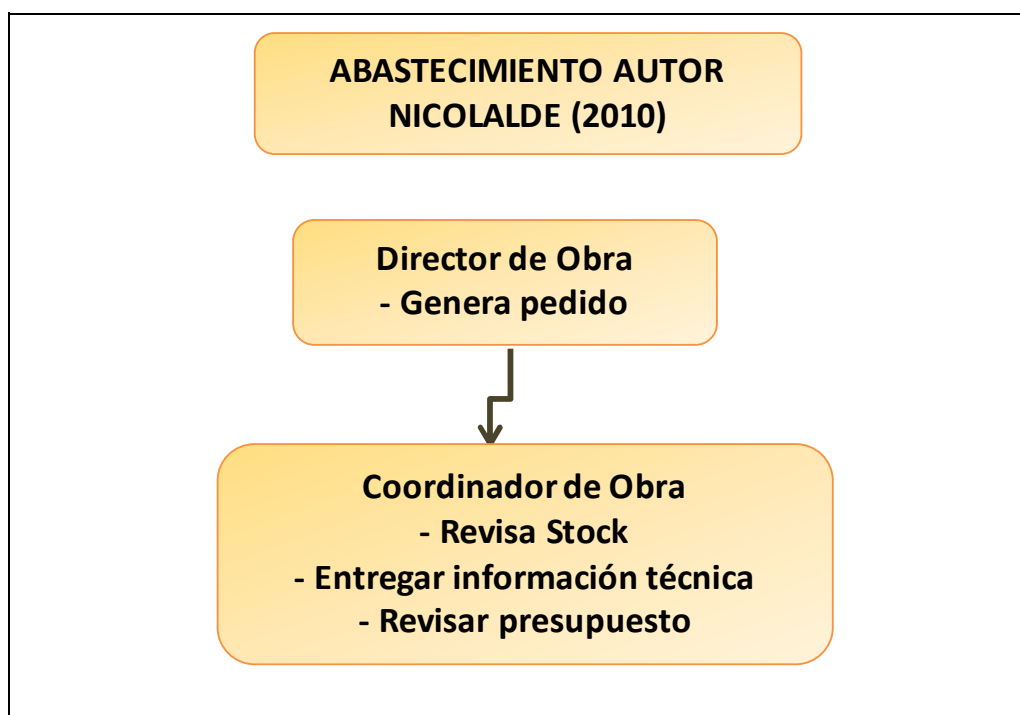 ABASTECIMIENTO AUTOR
NICOLALDE (2010)
Director de Obra
- Genera pedido
Coordinador de Obra
- Revisa Stock
- Entregar información técnica
- Revisar presupuesto